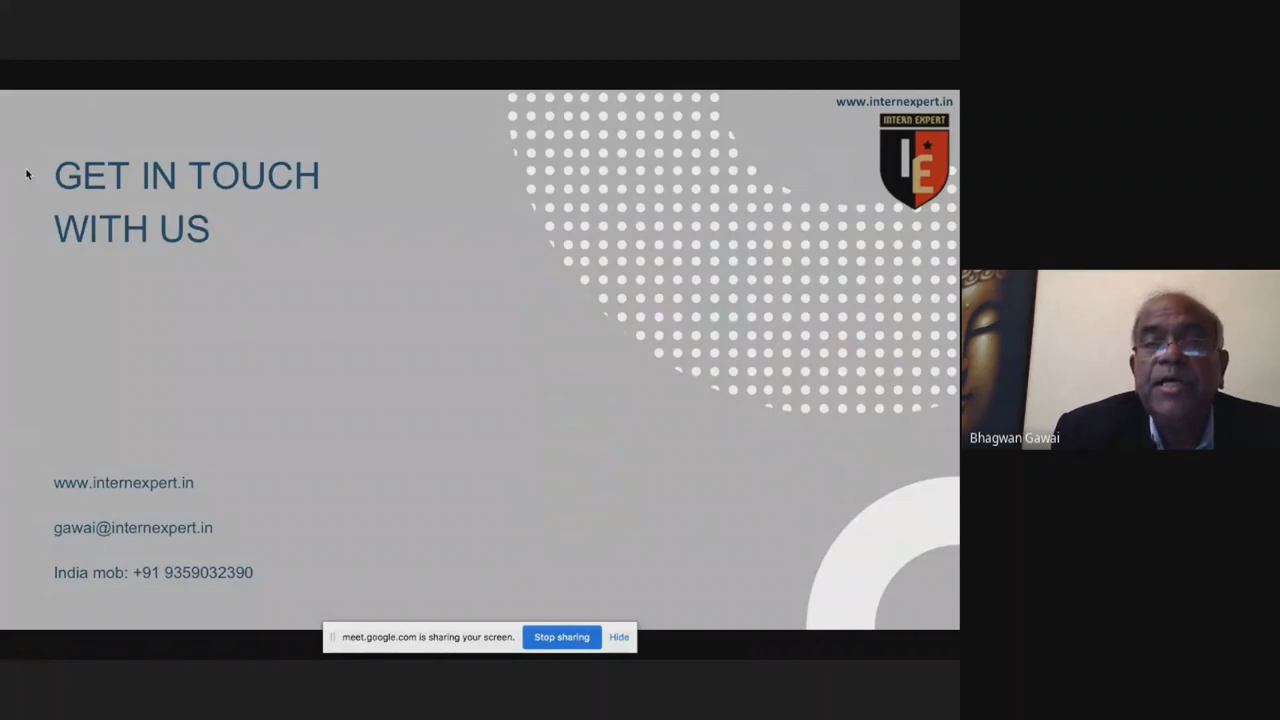 www.internexpert.in
INTERN EXPERT
IE
GET IN TOUCH
WITH US
www.internexpert.in
gawai@internexpert.in
India mob: +91 9359032390
meet.google.com is sharing your screen. Stop sharing Hide
Bhagwan Gawai